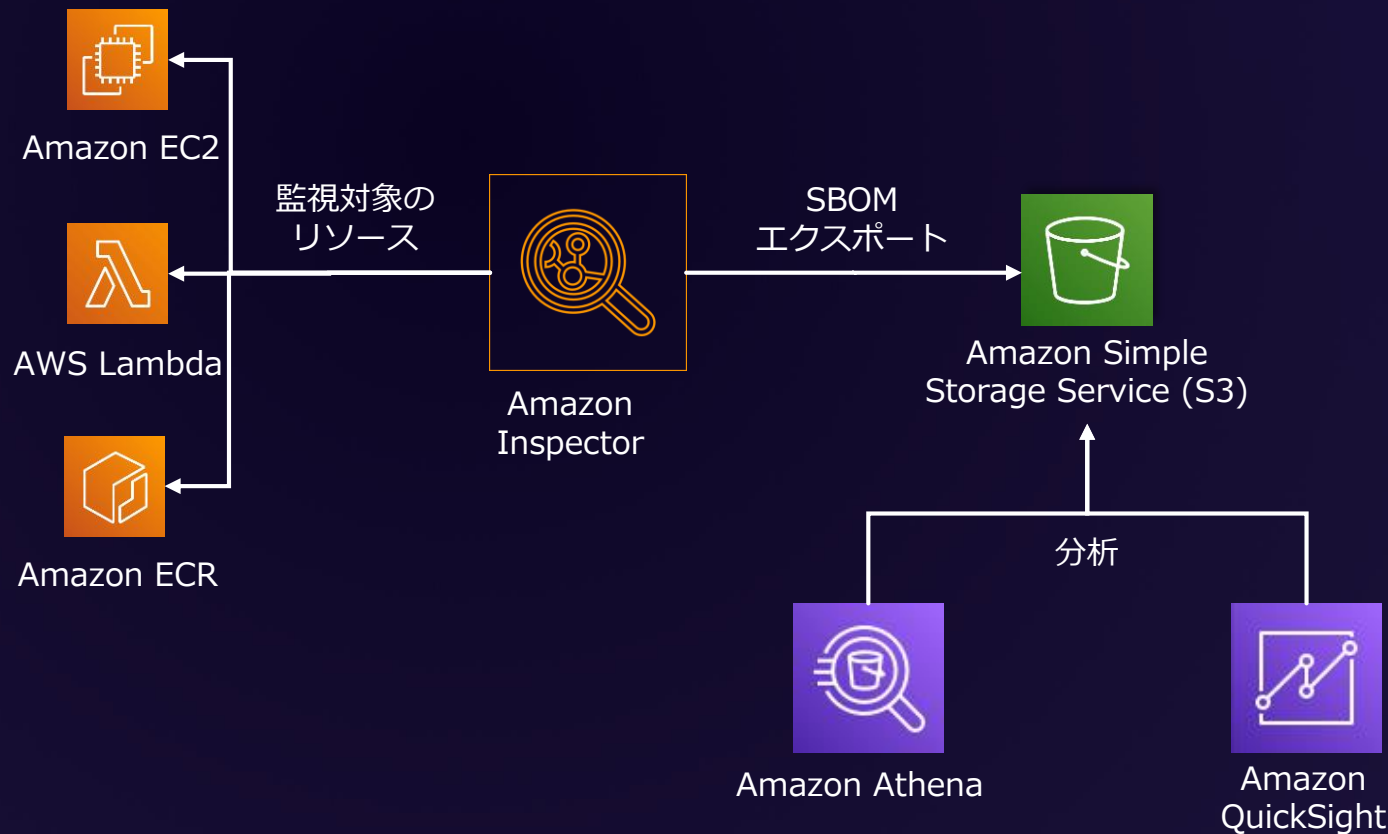 Amazon EC2
監視対象の
リソース
SBOM
エクスポート
AWS Lambda
Amazon
Inspector
Amazon Simple
Storage Service (S3)
Amazon ECR
分析
Amazon Athena
Amazon
QuickSight